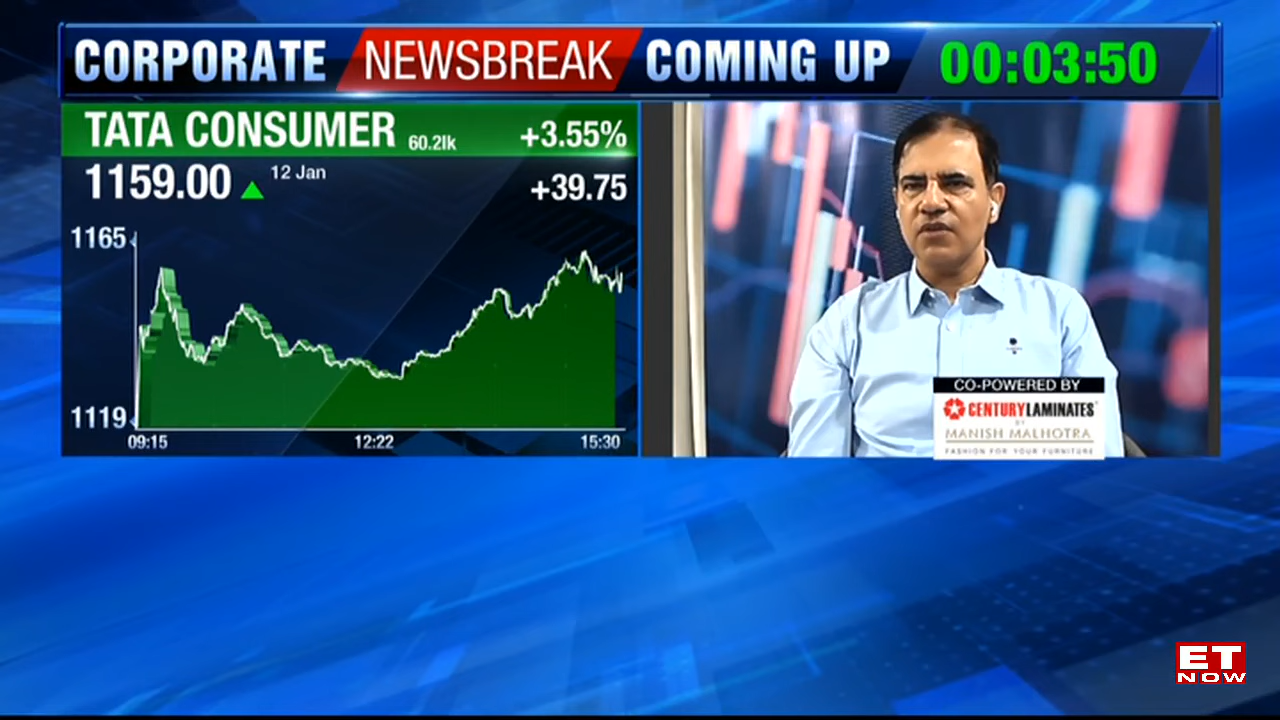 CORPORATE NEWSBREAK COMING UP 00:03:50
TATA CONSUMER 60.2lk +3.55%
1159.00 12 Jan +39.75
1165
1119
09:15 12:22 15:30
CO-POWERED BY
CENTURYLAMINATES
BY
MANISH MALHOTRA
FASHION FOR YOUR FURNITURE
ET
NOW